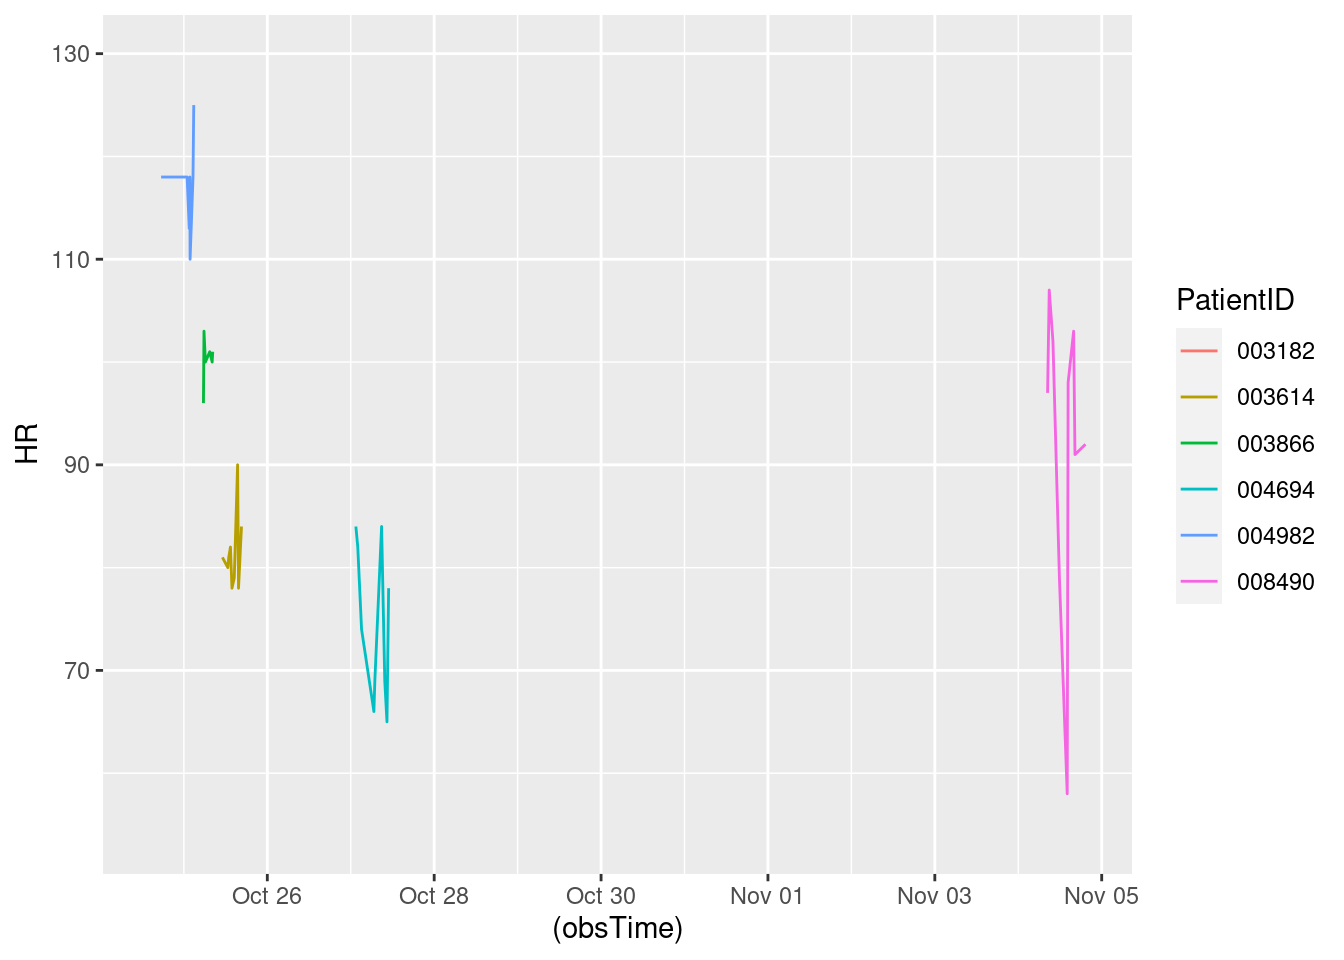 130
110
90
70
HR
Oct 26
Oct 28
Oct 30
Nov 01
Nov 03
Nov 05
(obsTime)
PatientID
003182
003614
003866
004694
004982
008490